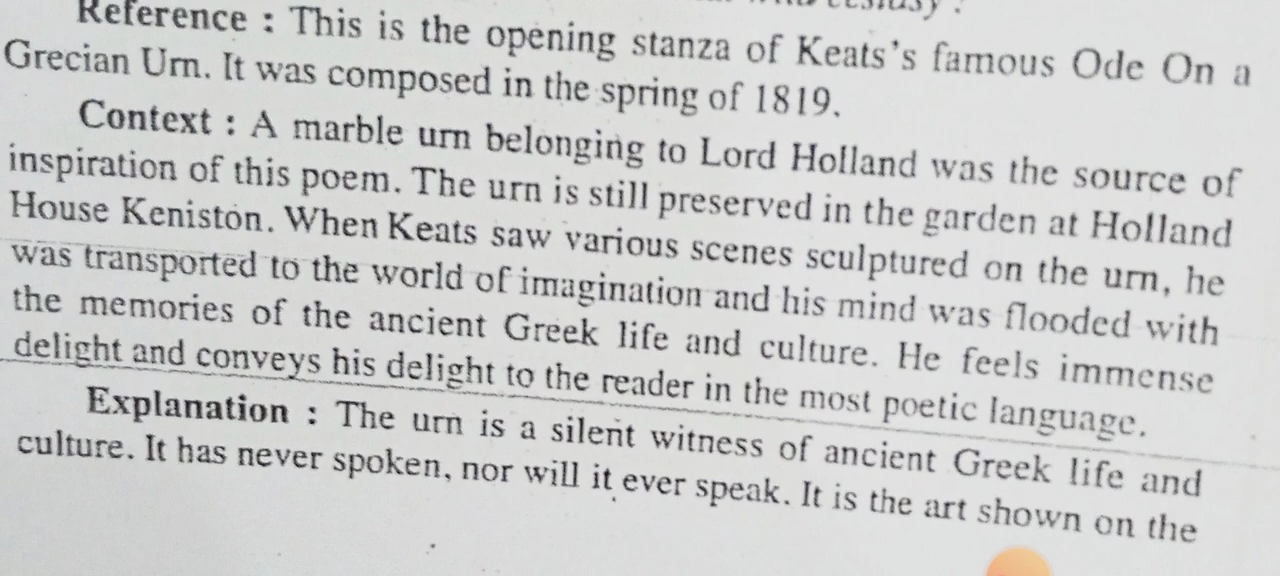 Reference : This is the opening stanza of Keats's famous Ode On a
Grecian Urn. It was composed in the spring of 1819.
Context : A marble urn belonging to Lord Holland was the source of
inspiration of this poem. The urn is still preserved in the garden at Holland
House Keniston. When Keats saw various scenes sculptured on the urn, he
was transported to the world of imagination and his mind was flooded with
the memories of the ancient Greek life and culture. He feels immense
delight and conveys his delight to the reader in the most poetic language.
Explanation : The urn is a silent witness of ancient Greek life and
culture. It has never spoken, nor will it ever speak. It is the art shown on the